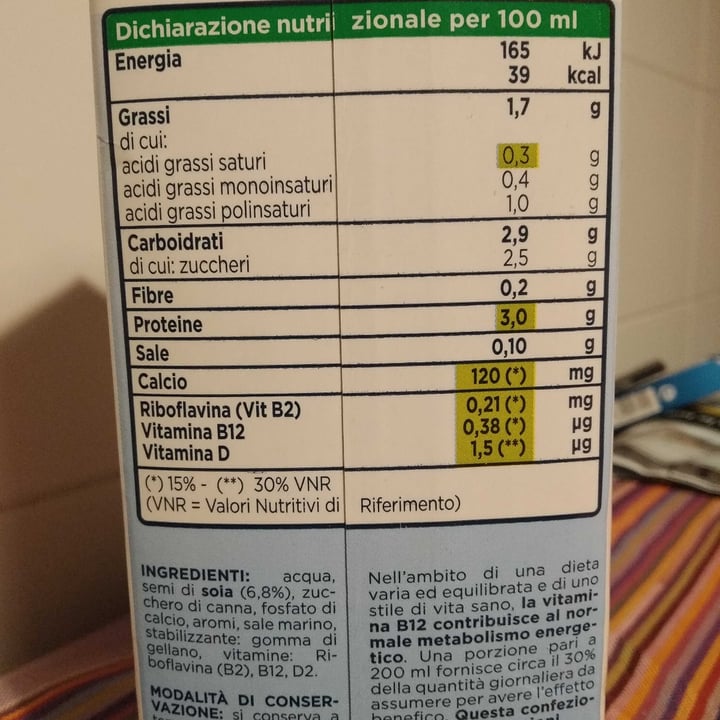 Dichiarazione nutrizionale per 100 ml
Energia 165 kJ
39 kcal
Grassi 1,7 g
di cui:
acidi grassi saturi 0,3 g
acidi grassi monoinsaturi 0,4 g
acidi grassi polinsaturi 1,0 g
Carboidrati 2,9 g
di cui: zuccheri 2,5 g
Fibre 0,2 g
Proteine 3,0 g
Sale 0,10 g
Calcio 120 (*) mg
Riboflavina (Vit B2) 0,21 (*) mg
Vitamina B12 0,38 (*) µg
Vitamina D 1,5 (**) µg
(*) 15% - (**) 30% VNR
(VNR = Valori Nutritivi di Riferimento)
INGREDIENTI: acqua,
semi di soia (6,8%), zuc-
chero di canna, fosfato di
calcio, aromi, sale marino,
stabilizzante: gomma di
gellano, vitamine: Ri-
boflavina (B2), B12, D2.
MODALITÀ DI CONSER-
VAZIONE: si conserva a
Nell'ambito di una dieta
varia ed equilibrata e di uno
stile di vita sano, la vitami-
na B12 contribuisce al nor-
male metabolismo energe-
tico. Una porzione pari a
200 ml fornisce circa il 30%
della quantità giornaliera da
assumere per avere l'effetto
benefico. Questa confezio-